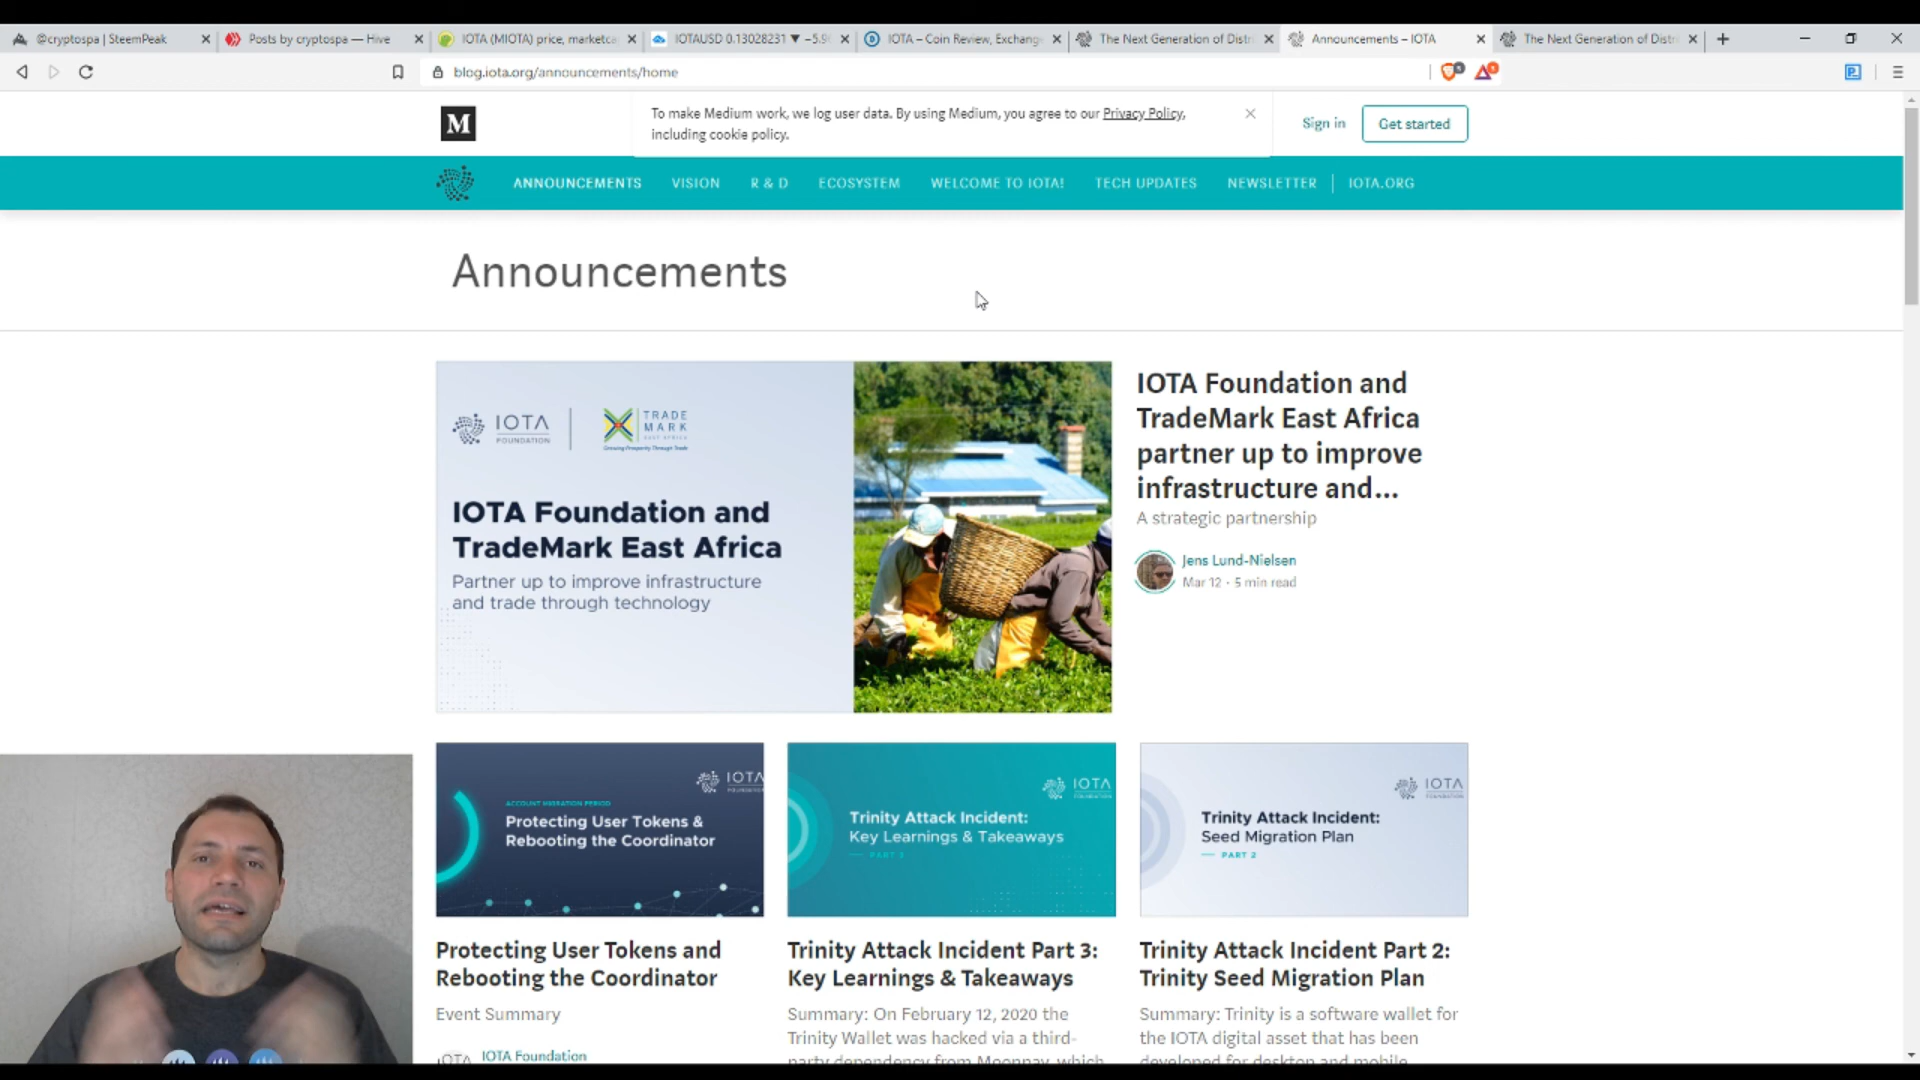 @cryptospa | SteemPeak
Posts by cryptospa — Hive
IOTA (MIOTA) price, marketca
IOTAUSD 0.13028231 ▼ −5.9
IOTA – Coin Review, Exchang
The Next Generation of Distr
Announcements – IOTA
The Next Generation of Distr
blog.iota.org/announcements/home
M
To make Medium work, we log user data. By using Medium, you agree to our Privacy Policy,
including cookie policy.
Sign in
Get started
ANNOUNCEMENTS
VISION
R & D
ECOSYSTEM
WELCOME TO IOTA!
TECH UPDATES
NEWSLETTER
IOTA.ORG
Announcements
IOTA
FOUNDATION
TRADE
MARK
EAST AFRICA
Growing Prosperity Through Trade
IOTA Foundation and
TradeMark East Africa
Partner up to improve infrastructure
and trade through technology
IOTA Foundation and
TradeMark East Africa
partner up to improve
infrastructure and...
A strategic partnership
Jens Lund-Nielsen
Mar 12 · 5 min read
IOTA
ACCOUNT MIGRATION PERIOD
Protecting User Tokens &
Rebooting the Coordinator
IOTA
FOUNDATION
Trinity Attack Incident:
Key Learnings & Takeaways
PART 3
IOTA
FOUNDATION
Trinity Attack Incident:
Seed Migration Plan
PART 2
Protecting User Tokens and
Rebooting the Coordinator
Event Summary
IOTA
IOTA Foundation
Trinity Attack Incident Part 3:
Key Learnings & Takeaways
Summary: On February 12, 2020 the
Trinity Wallet was hacked via a third-
party dependency from Moonpay, which
Trinity Attack Incident Part 2:
Trinity Seed Migration Plan
Summary: Trinity is a software wallet for
the IOTA digital asset that has been
developed for desktop and mobile